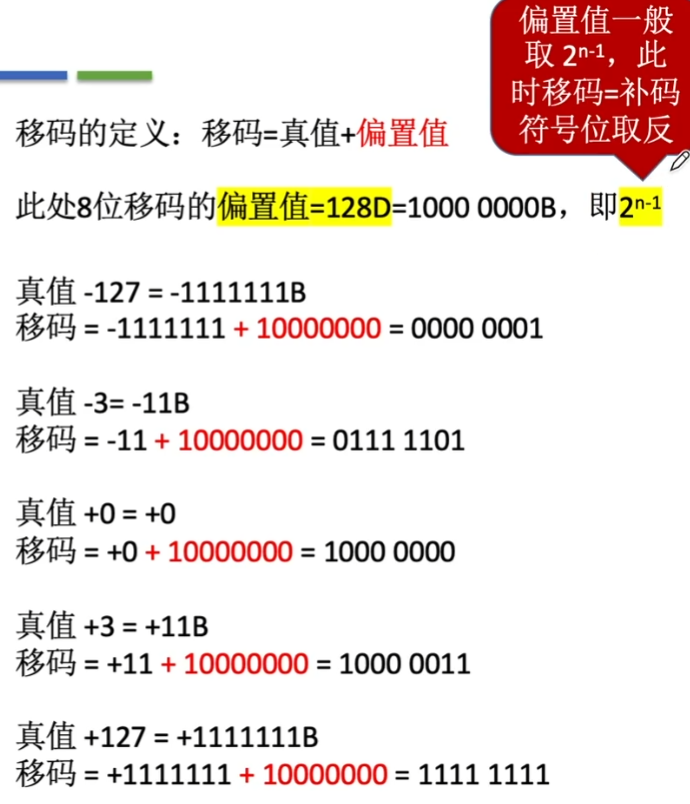 偏置值一般
取 2ⁿ⁻¹，此
时移码=补码
符号位取反
移码的定义：移码=真值+偏置值
此处8位移码的偏置值=128D=1000 0000B，即2ⁿ⁻¹
真值 -127 = -1111111B
移码 = -1111111 + 10000000 = 0000 0001
真值 -3= -11B
移码 = -11 + 10000000 = 0111 1101
真值 +0 = +0
移码 = +0 + 10000000 = 1000 0000
真值 +3 = +11B
移码 = +11 + 10000000 = 1000 0011
真值 +127 = +1111111B
移码 = +1111111 + 10000000 = 1111 1111